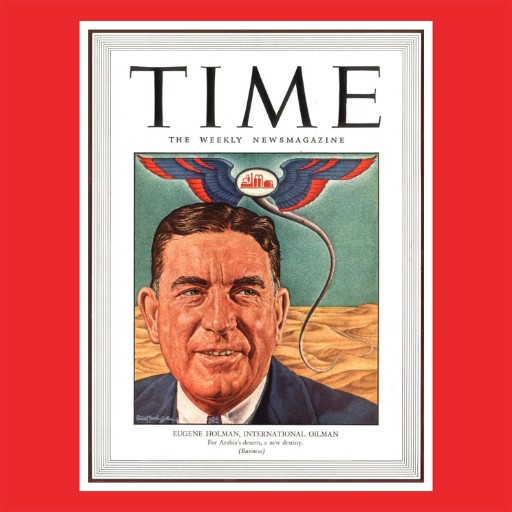 TIME
THE WEEKLY NEWSMAGAZINE
EUGENE HOLMAN, INTERNATIONAL OILMAN
For Arabia's deserts, a new destiny.
(Business)